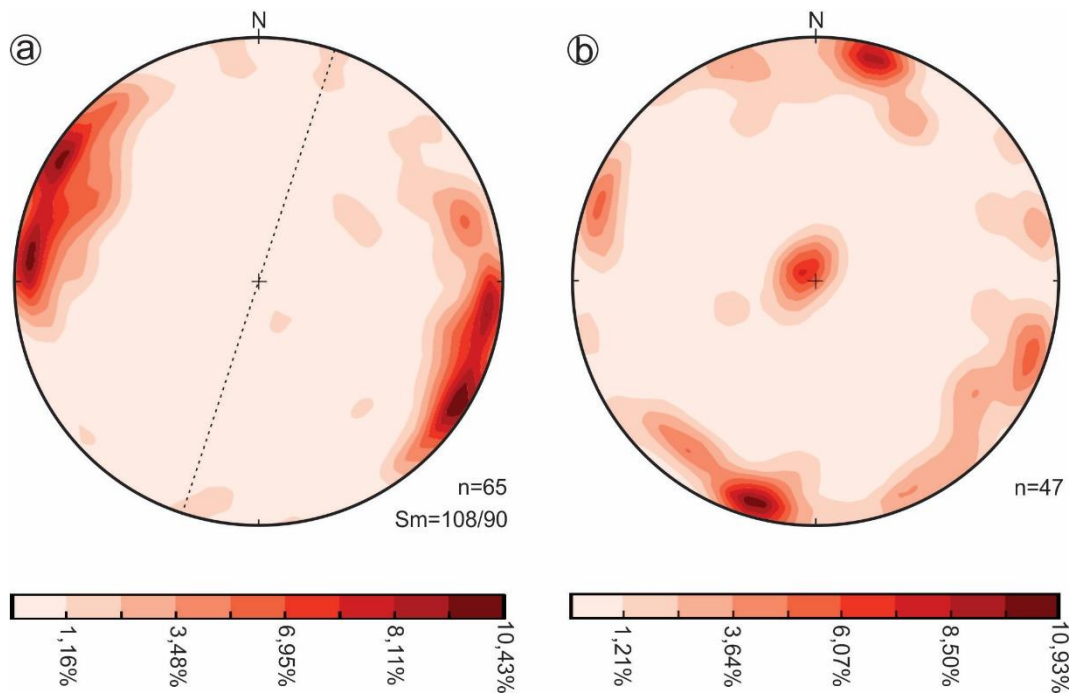 a
N
n=65
Sm=108/90
1,16%
3,48%
6,95%
8,11%
10,43%
b
N
n=47
1,21%
3,64%
6,07%
8,50%
10,93%